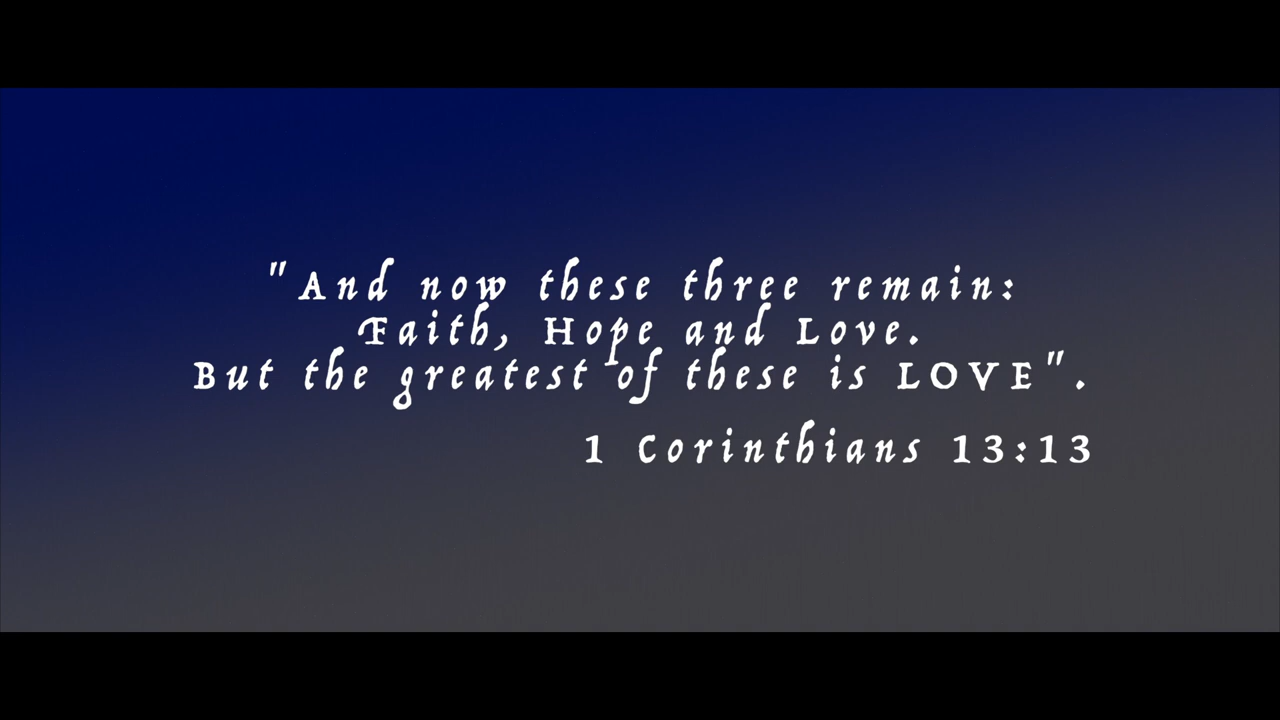 "And now these three remain:
Faith, Hope and Love.
But the greatest of these is LOVE".
1 Corinthians 13:13